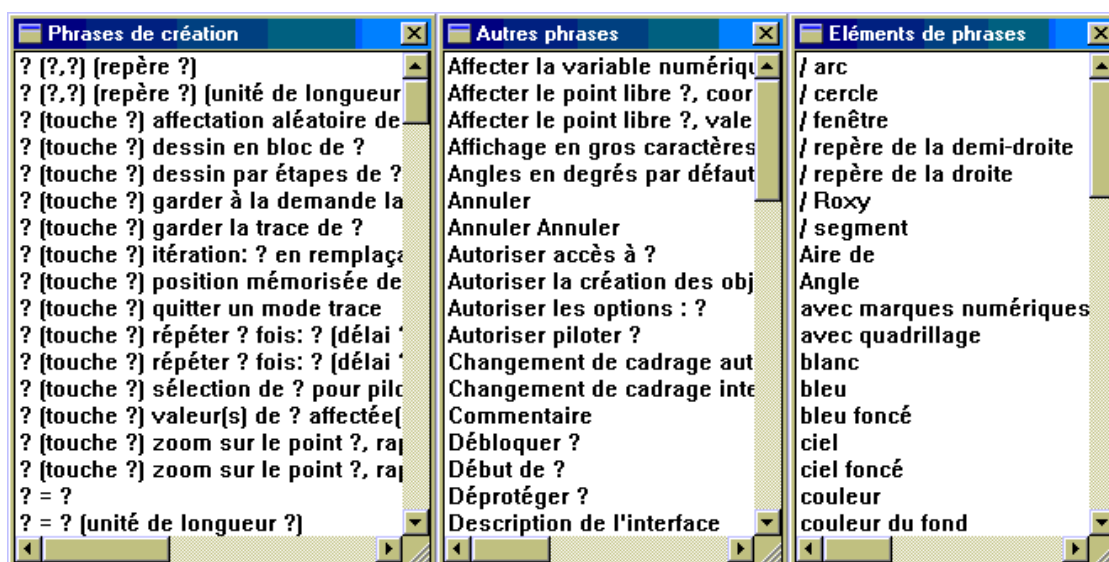 Phrases de création
? (?,?) (repère ?)
? (?,?) (repère ?) (unité de longueur
? (touche ?) affectation aléatoire de
? (touche ?) dessin en bloc de ?
? (touche ?) dessin par étapes de ?
? (touche ?) garder à la demande la
? (touche ?) garder la trace de ?
? (touche ?) itération: ? en remplaça
? (touche ?) position mémorisée de
? (touche ?) quitter un mode trace
? (touche ?) répéter ? fois: ? (délai
? (touche ?) répéter ? fois: ? (délai
? (touche ?) sélection de ? pour pilo
? (touche ?) valeur(s) de ? affectée(
? (touche ?) zoom sur le point ?, rap
? (touche ?) zoom sur le point ?, rap
? = ?
? = ? (unité de longueur ?)
Autres phrases
Affecter la variable numériqu
Affecter le point libre ?, coor
Affecter le point libre ?, vale
Affichage en gros caractères
Angles en degrés par défaut
Annuler
Annuler Annuler
Autoriser accès à ?
Autoriser la création des obj
Autoriser les options : ?
Autoriser piloter ?
Changement de cadrage aut
Changement de cadrage inte
Commentaire
Débloquer ?
Début de ?
Déprotéger ?
Description de l'interface
Eléments de phrases
/ arc
/ cercle
/ fenêtre
/ repère de la demi-droite
/ repère de la droite
/ Roxy
/ segment
Aire de
Angle
avec marques numériques
avec quadrillage
blanc
bleu
bleu foncé
ciel
ciel foncé
couleur
couleur du fond